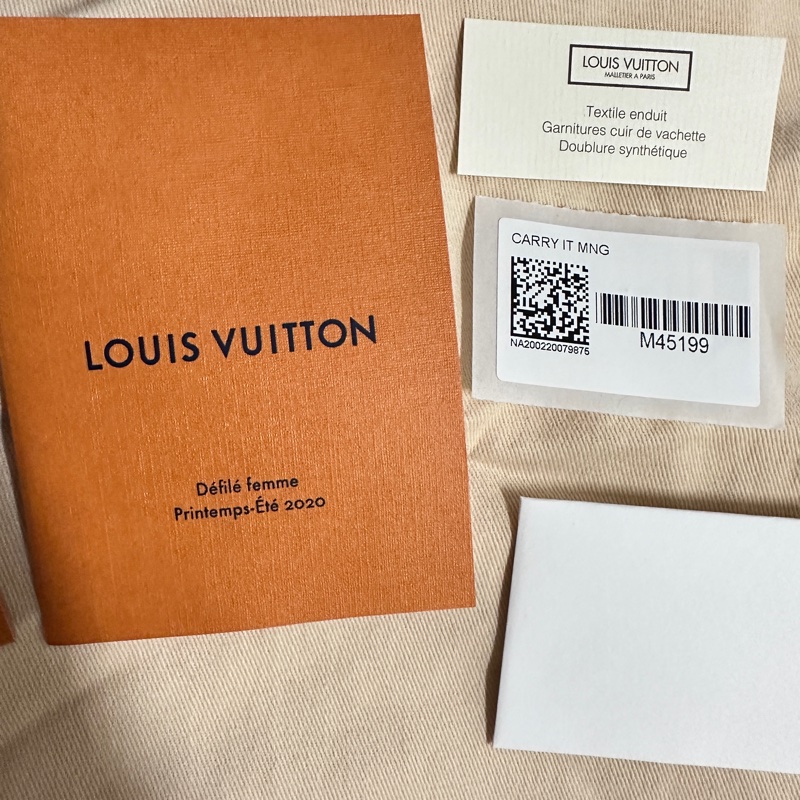 LOUIS VUITTON
Défilé femme
Printemps-Été 2020
LOUIS VUITTON
MALLETIER A PARIS
Textile enduit
Garnitures cuir de vachette
Doublure synthétique
CARRY IT MNG
NA200220079875
M45199